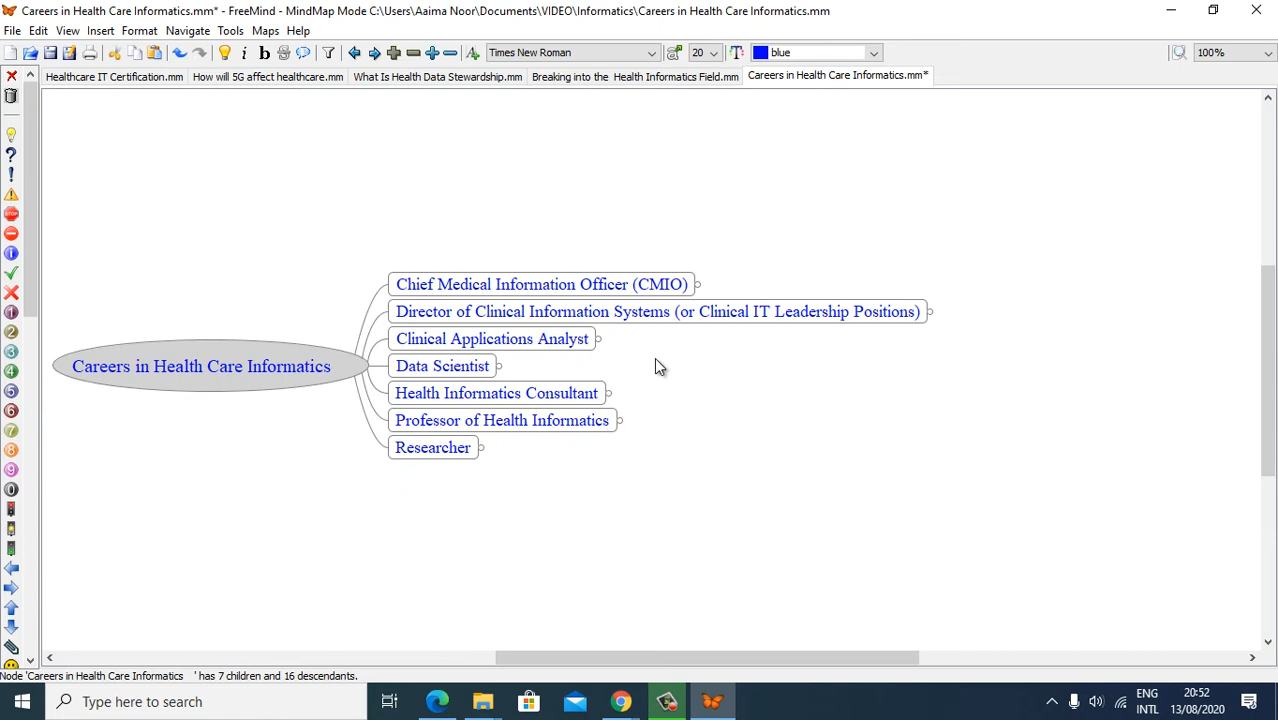 Careers in Health Care Informatics.mm* - FreeMind - MindMap Mode C:\Users\Aaina Noor\Documents\VIDEO\Informatics\Careers in Health Care Informatics.mm
File Edit View Insert Format Navigate Tools Maps Help
Times New Roman 20 blue 100%
Healthcare IT Certification.mm How will 5G affect healthcare.mm What Is Health Data Stewardship.mm Breaking into the Health Informatics Field.mm Careers in Health Care Informatics.mm*
Careers in Health Care Informatics
Chief Medical Information Officer (CMIO)
Director of Clinical Information Systems (or Clinical IT Leadership Positions)
Clinical Applications Analyst
Data Scientist
Health Informatics Consultant
Professor of Health Informatics
Researcher
Node 'Careers in Health Care Informatics ' has 7 children and 16 descendants.
Type here to search
ENG
INTL
20:52
13/08/2020